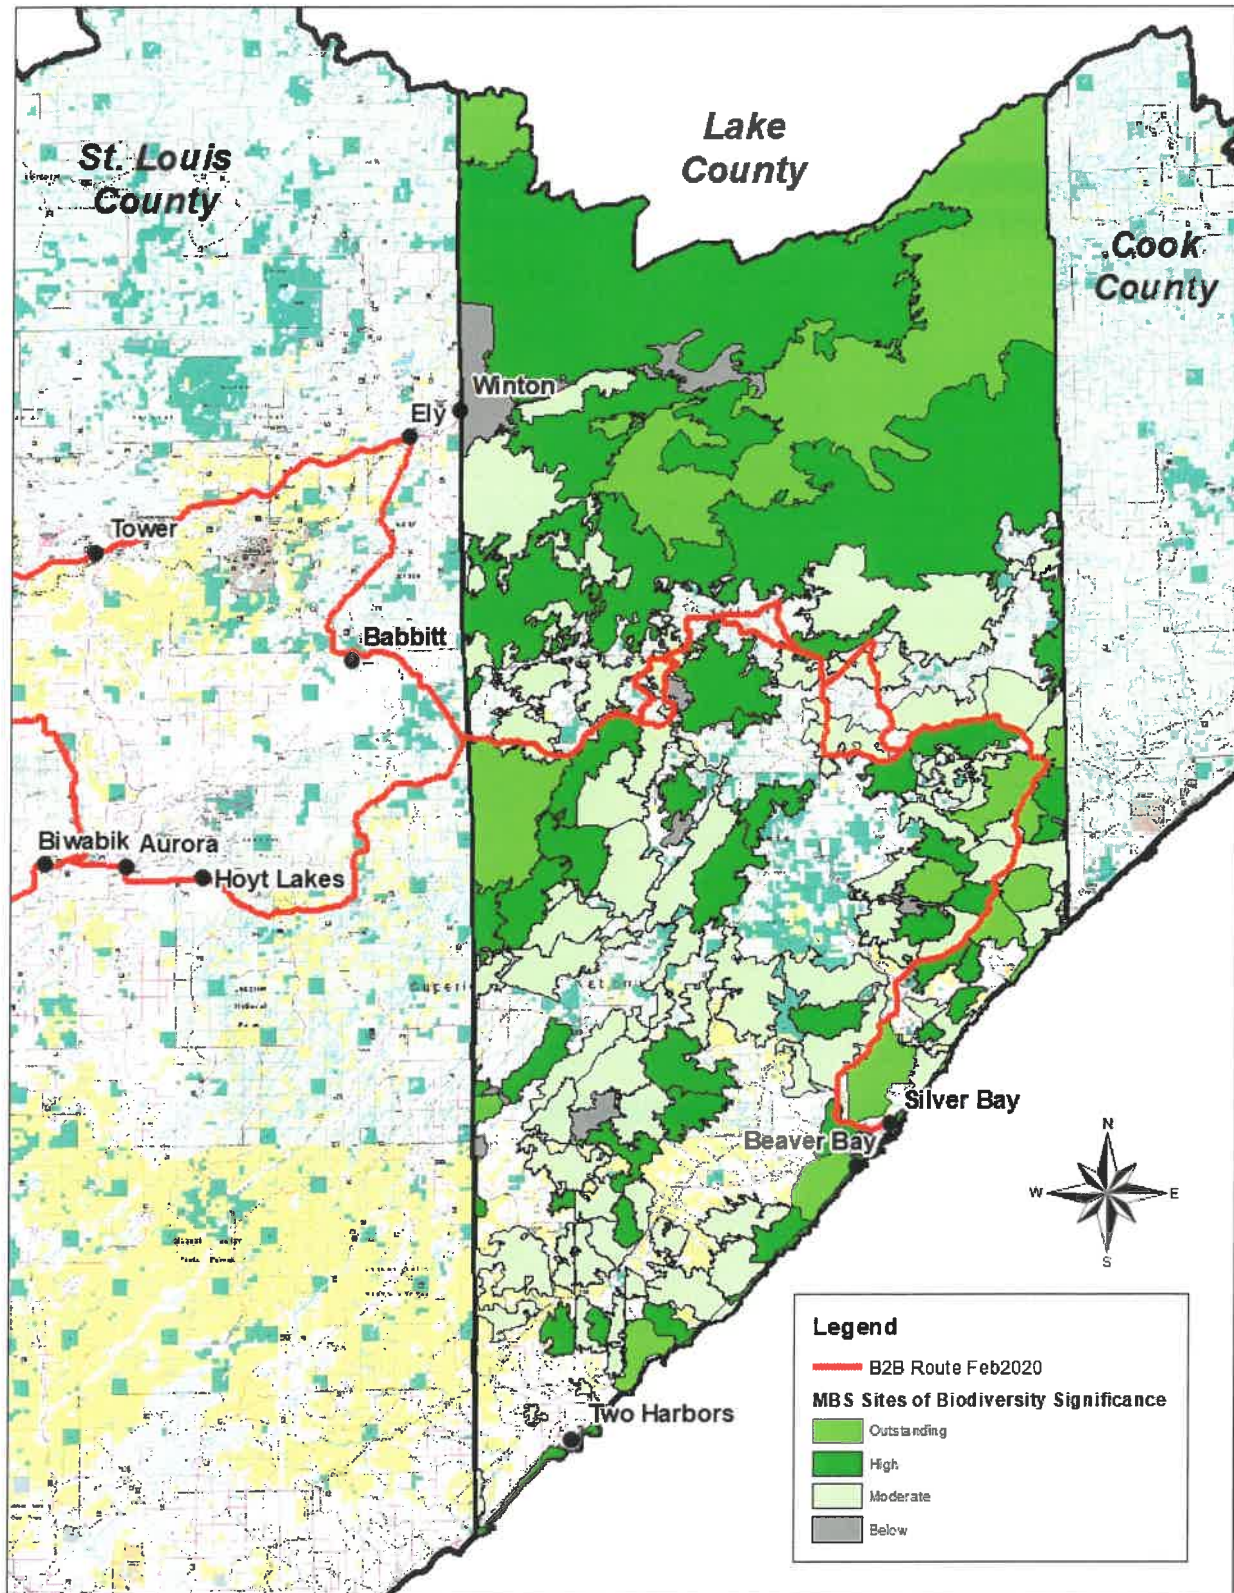 St. Louis
County
Lake
County
Cook
County
Winton
Ely
Tower
Babbitt
Biwabik
Aurora
Hoyt Lakes
Silver Bay
Beaver Bay
Two Harbors
N
W
E
S
Legend
B2B Route Feb2020
MBS Sites of Biodiversity Significance
Outstanding
High
Moderate
Below